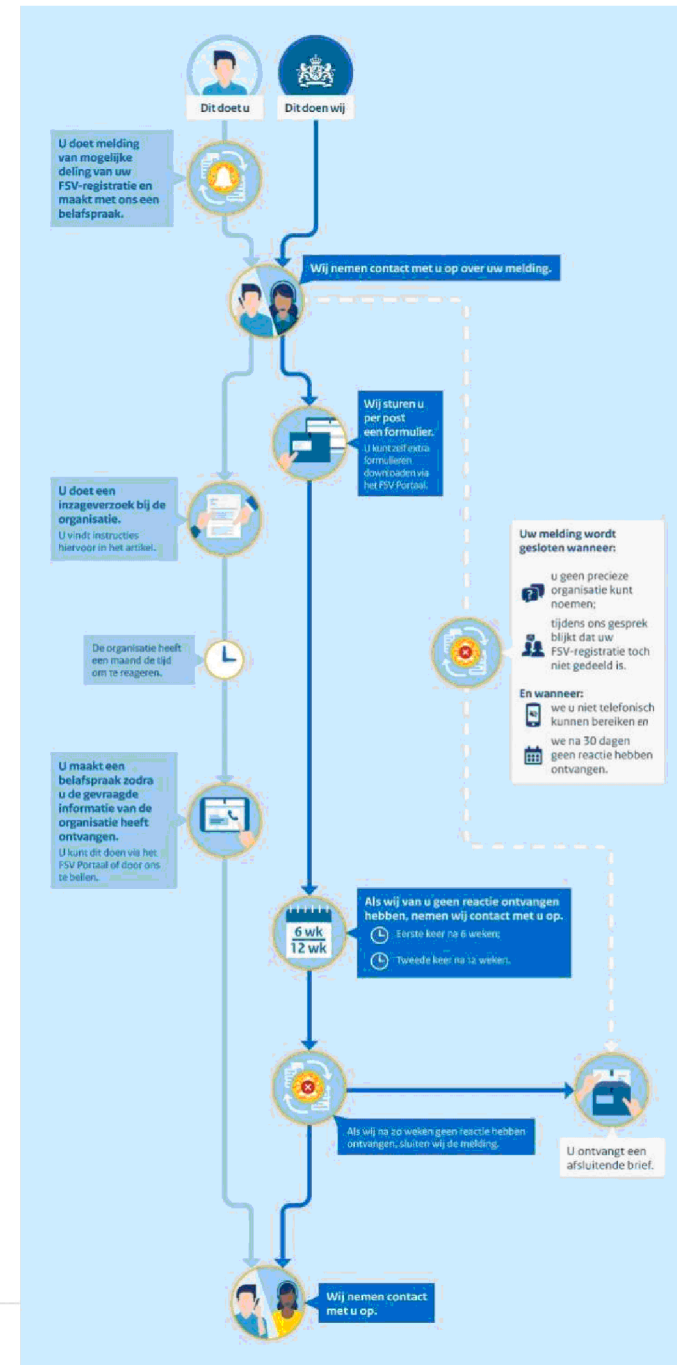 Dit doet u
Dit doen wij
U doet melding
van mogelijke
deling van uw
FSV-registratie en
maakt met ons een
belafspraak.
Wij nemen contact met u op over uw melding.
Wij sturen u
per post
een formulier.
U kunt zelf extra
formulieren
downloaden via
het FSV Portaal.
U doet een
inzageverzoek bij de
organisatie.
U vindt instructies
hiervoor in het artikel.
Uw melding wordt
gesloten wanneer:
u geen precieze
organisatie kunt
noemen;
tijdens ons gesprek
blijkt dat uw
FSV-registratie toch
niet gedeeld is.
En wanneer:
we u niet telefonisch
kunnen bereiken en
we na 30 dagen
geen reactie hebben
ontvangen.
De organisatie heeft
een maand de tijd
om te reageren.
U maakt een
belafspraak zodra
u de gevraagde
informatie van de
organisatie heeft
ontvangen.
U kunt dit doen via het
FSV Portaal of door ons
te bellen.
6 wk
12 wk
Als wij van u geen reactie ontvangen
hebben, nemen wij contact met u op.
Eerste keer na 6 weken;
Tweede keer na 12 weken.
Als wij na 20 weken geen reactie hebben
ontvangen, sluiten wij de melding.
U ontvangt een
afsluitende brief.
Wij nemen contact
met u op.